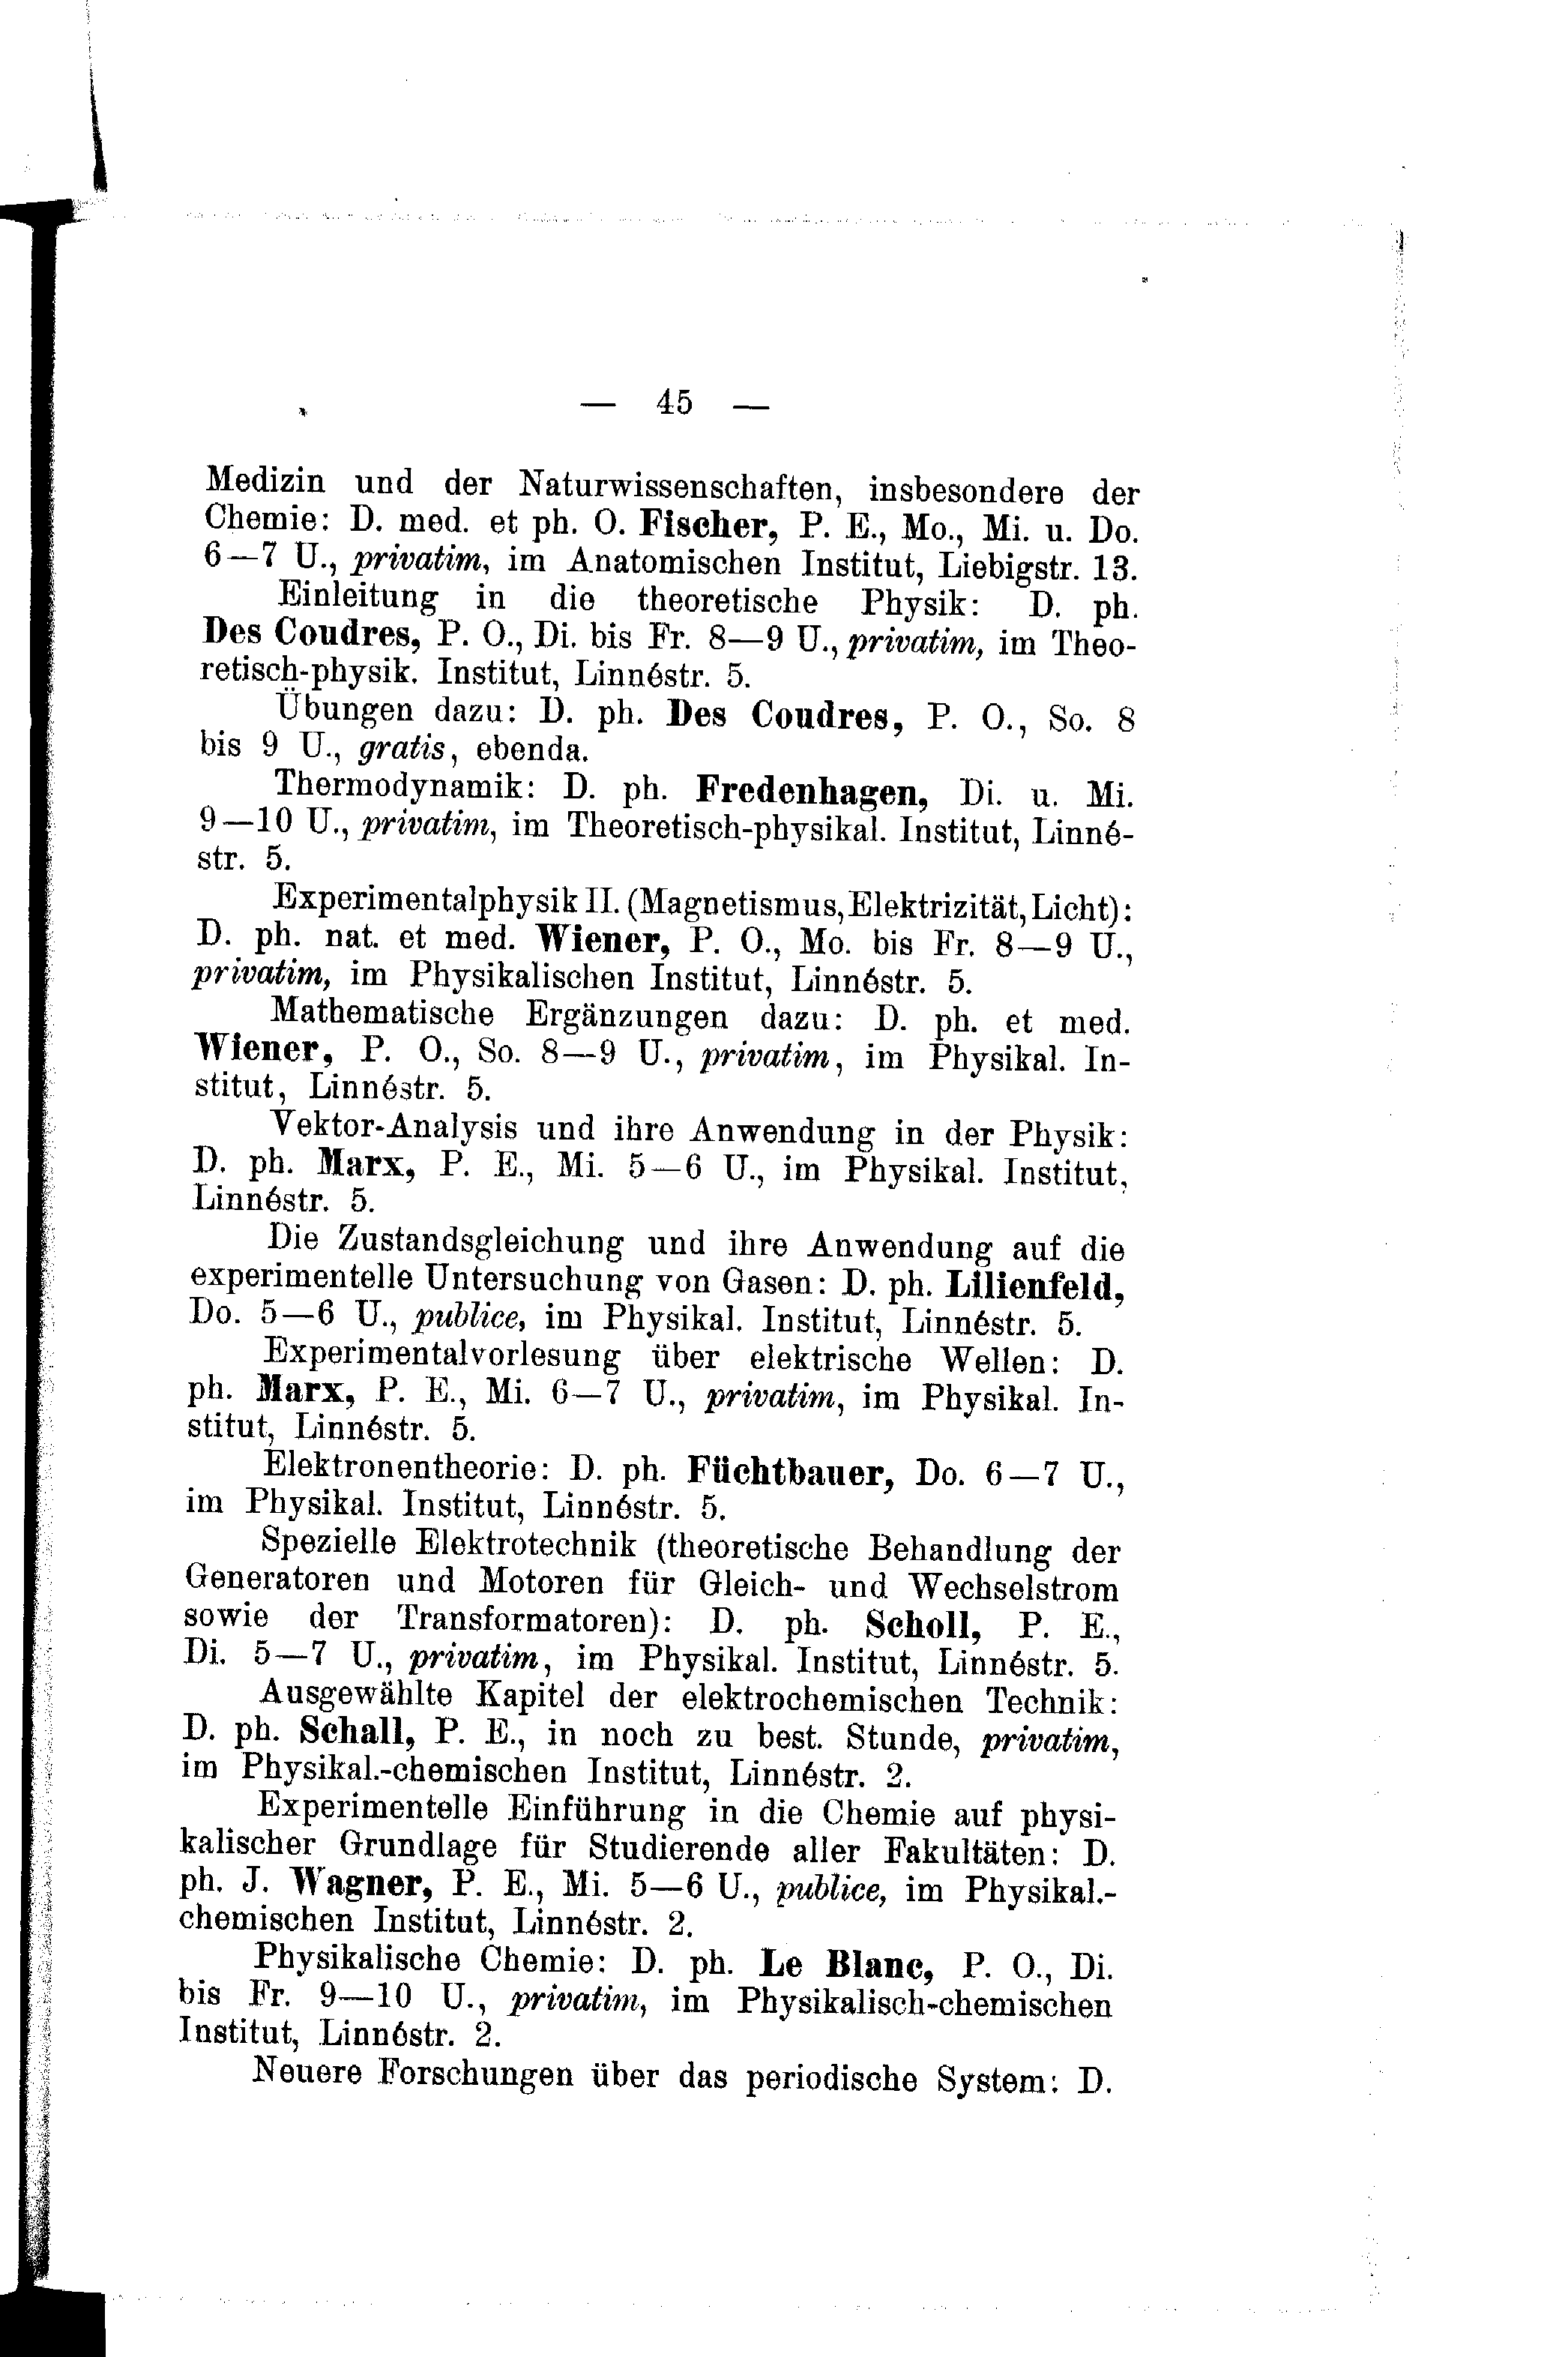 — 45 —
Medizin und der Naturwissenschaften, insbesondere der
Chemie: D. med. et ph. O. Fischer, P. E., Mo., Mi. u. Do.
6—7 U., privatim, im Anatomischen Institut, Liebigstr. 13.
Einleitung in die theoretische Physik: D. ph.
Des Coudres, P. O., Di. bis Fr. 8—9 U., privatim, im Theo-
retisch-physik. Institut, Linnéstr. 5.
Übungen dazu: D. ph. Des Coudres, P. O., So. 8
bis 9 U., gratis, ebenda.
Thermodynamik: D. ph. Fredenhagen, Di. u. Mi.
9—10 U., privatim, im Theoretisch-physikal. Institut, Linné-
str. 5.
Experimentalphysik II. (Magnetismus, Elektrizität, Licht):
D. ph. nat. et med. Wiener, P. O., Mo. bis Fr. 8—9 U.,
privatim, im Physikalischen Institut, Linnéstr. 5.
Mathematische Ergänzungen dazu: D. ph. et med.
Wiener, P. O., So. 8—9 U., privatim, im Physikal. In-
stitut, Linnéstr. 5.
Vektor-Analysis und ihre Anwendung in der Physik:
D. ph. Marx, P. E., Mi. 5—6 U., im Physikal. Institut,
Linnéstr. 5.
Die Zustandsgleichung und ihre Anwendung auf die
experimentelle Untersuchung von Gasen: D. ph. Lilienfeld,
Do. 5—6 U., publice, im Physikal. Institut, Linnéstr. 5.
Experimentalvorlesung über elektrische Wellen: D.
ph. Marx, P. E., Mi. 6—7 U., privatim, im Physikal. In-
stitut, Linnéstr. 5.
Elektronentheorie: D. ph. Füchtbauer, Do. 6—7 U.,
im Physikal. Institut, Linnéstr. 5.
Spezielle Elektrotechnik (theoretische Behandlung der
Generatoren und Motoren für Gleich- und Wechselstrom
sowie der Transformatoren): D. ph. Scholl, P. E.,
Di. 5—7 U., privatim, im Physikal. Institut, Linnéstr. 5.
Ausgewählte Kapitel der elektrochemischen Technik:
D. ph. Schall, P. E., in noch zu best. Stunde, privatim,
im Physikal.-chemischen Institut, Linnéstr. 2.
Experimentelle Einführung in die Chemie auf physi-
kalischer Grundlage für Studierende aller Fakultäten: D.
ph. J. Wagner, P. E., Mi. 5—6 U., publice, im Physikal.-
chemischen Institut, Linnéstr. 2.
Physikalische Chemie: D. ph. Le Blanc, P. O., Di.
bis Fr. 9—10 U., privatim, im Physikalisch-chemischen
Institut, Linnéstr. 2.
Neuere Forschungen über das periodische System: D.